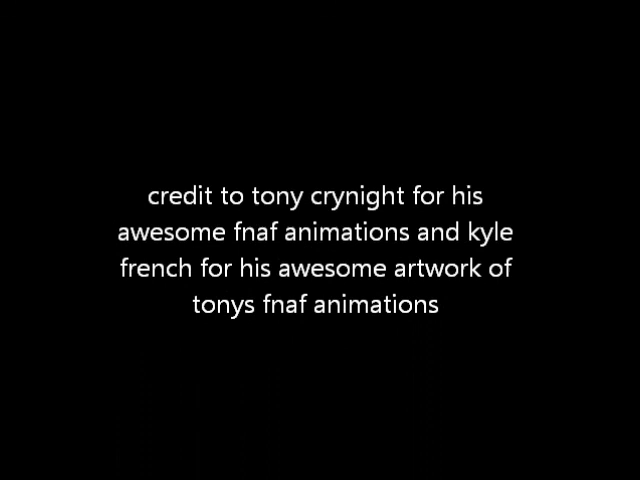 credit to tony crynight for his
awesome fnaf animations and kyle
french for his awesome artwork of
tonys fnaf animations